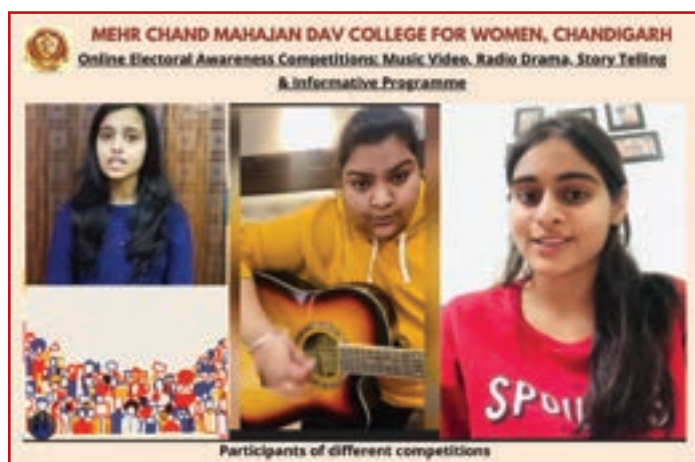 MEHR CHAND MAHAJAN DAV COLLEGE FOR WOMEN, CHANDIGARH
Online Electoral Awareness Competitions: Music Video, Radio Drama, Story Telling
& Informative Programme
Participants of different competitions